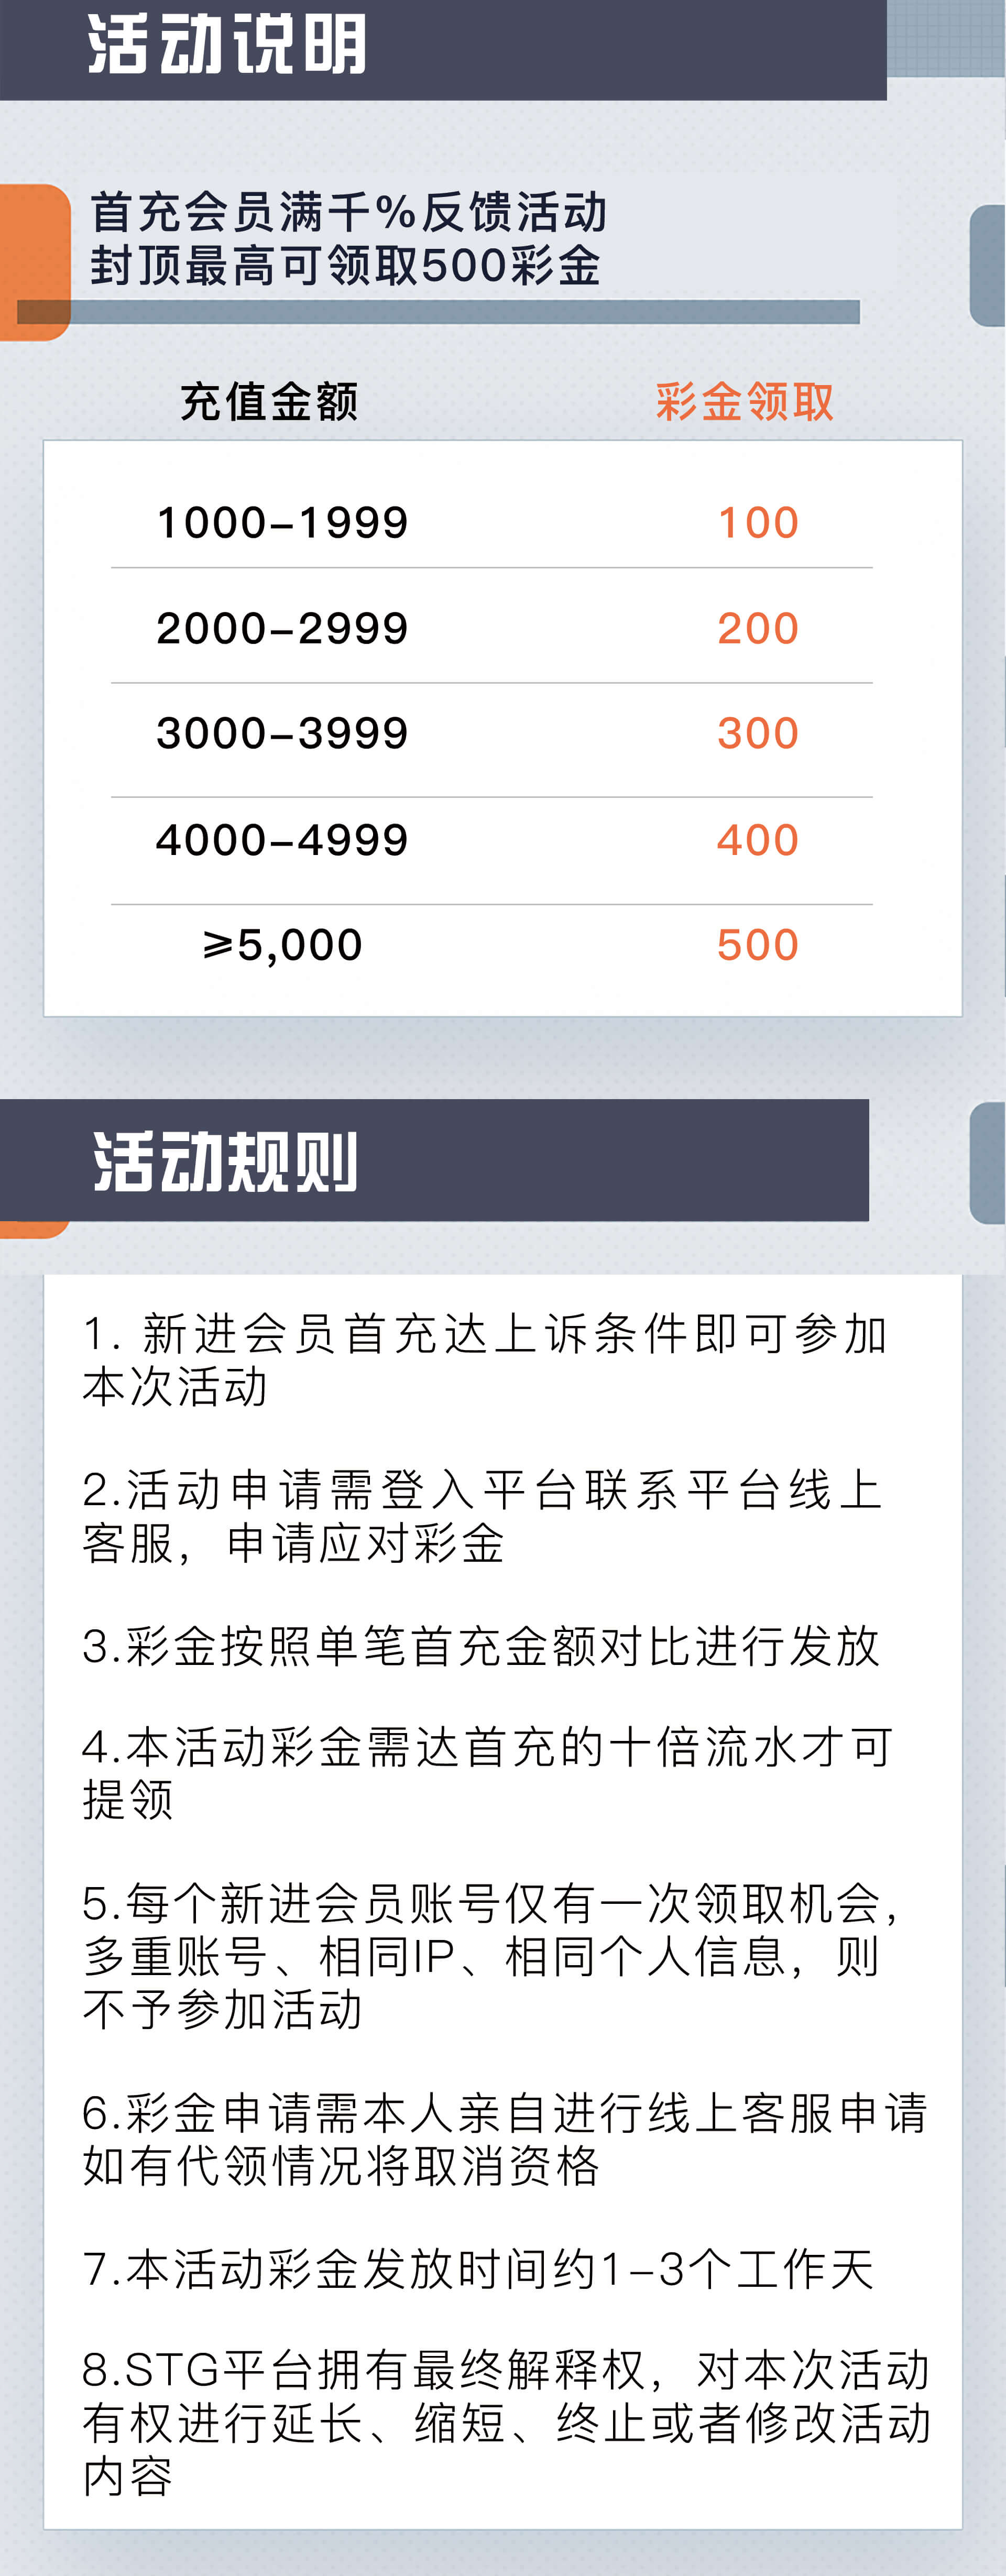 活动说明
首充会员满千%反馈活动
封顶最高可领取500彩金
充值金额 彩金领取
1000-1999 100
2000-2999 200
3000-3999 300
4000-4999 400
≥5,000 500
活动规则
1. 新进会员首充达上诉条件即可参加
本次活动
2.活动申请需登入平台联系平台线上
客服，申请应对彩金
3.彩金按照单笔首充金额对比进行发放
4.本活动彩金需达首充的十倍流水才可
提领
5.每个新进会员账号仅有一次领取机会，
多重账号、相同IP、相同个人信息，则
不予参加活动
6.彩金申请需本人亲自进行线上客服申请
如有代领情况将取消资格
7.本活动彩金发放时间约1-3个工作天
8.STG平台拥有最终解释权，对本次活动
有权进行延长、缩短、终止或者修改活动
内容